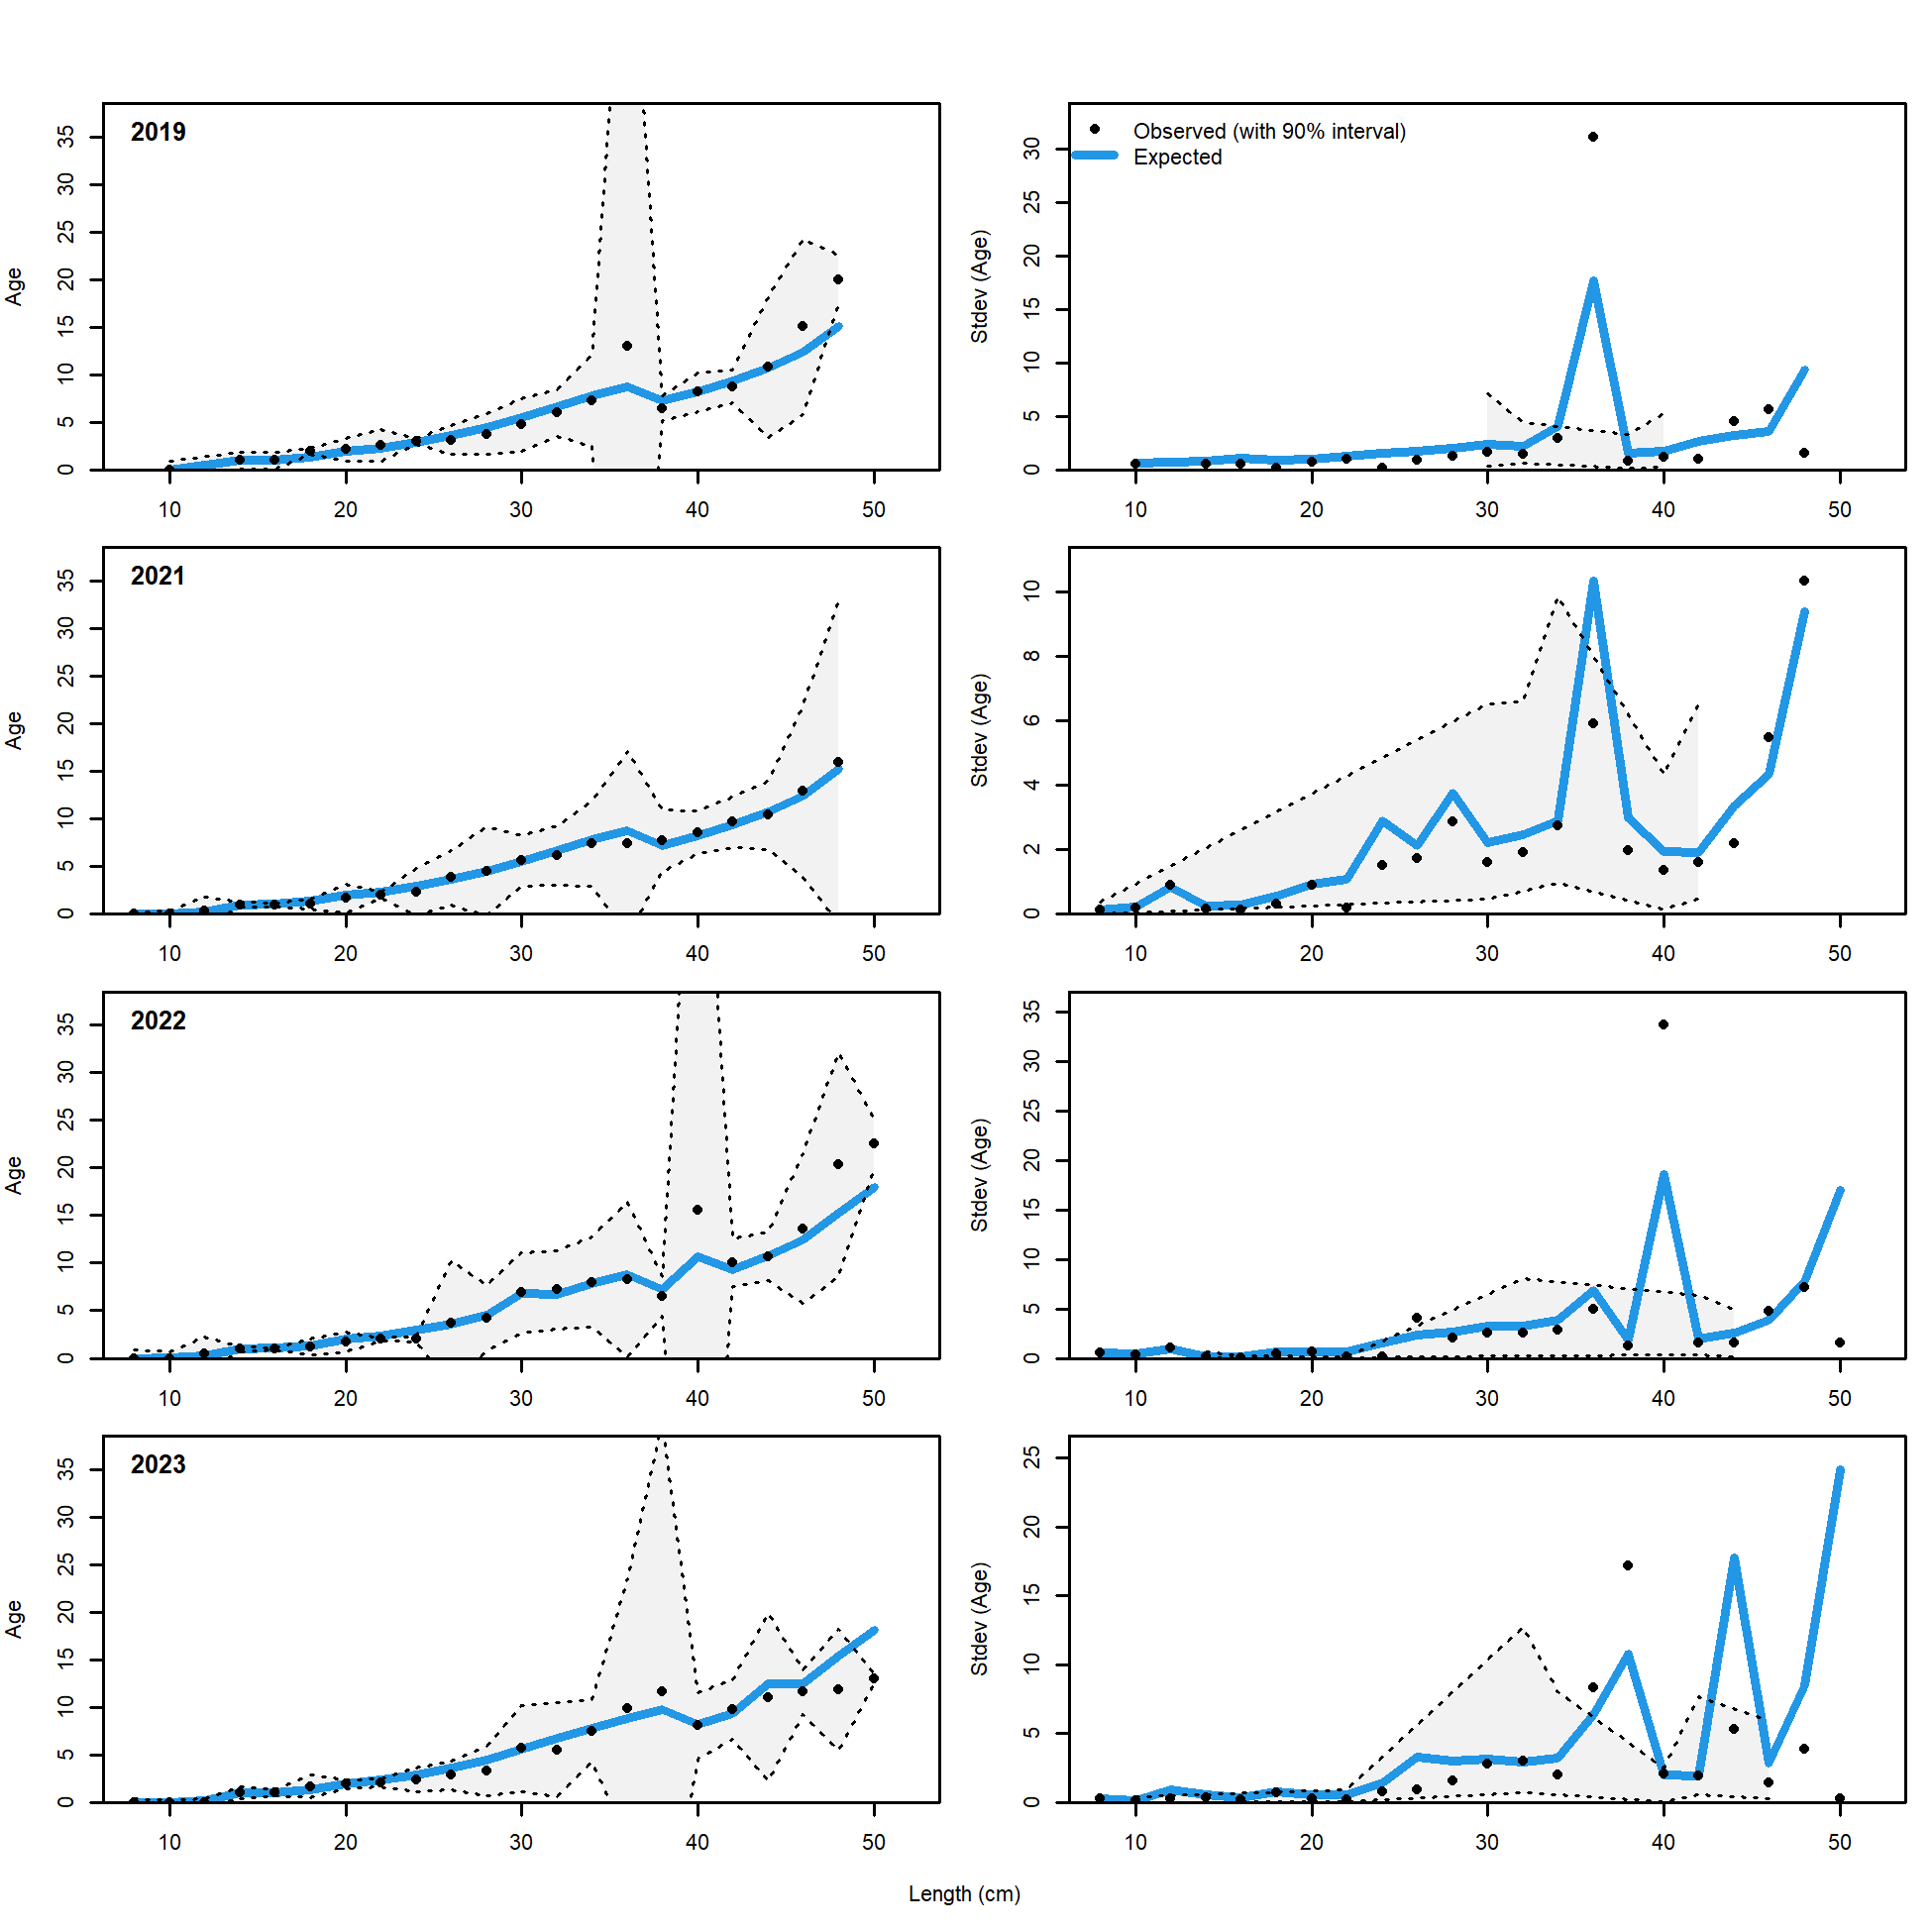 2019
Age
0 5 10 15 20 25 30 35
10 20 30 40 50
Observed (with 90% interval)
Expected
Stdev (Age)
0 5 10 15 20 25 30
10 20 30 40 50
2021
Age
0 5 10 15 20 25 30 35
10 20 30 40 50
Stdev (Age)
0 2 4 6 8 10
10 20 30 40 50
2022
Age
0 5 10 15 20 25 30 35
10 20 30 40 50
Stdev (Age)
0 5 10 15 20 25 30 35
10 20 30 40 50
2023
Age
0 5 10 15 20 25 30 35
10 20 30 40 50
Stdev (Age)
0 5 10 15 20 25
10 20 30 40 50
Length (cm)